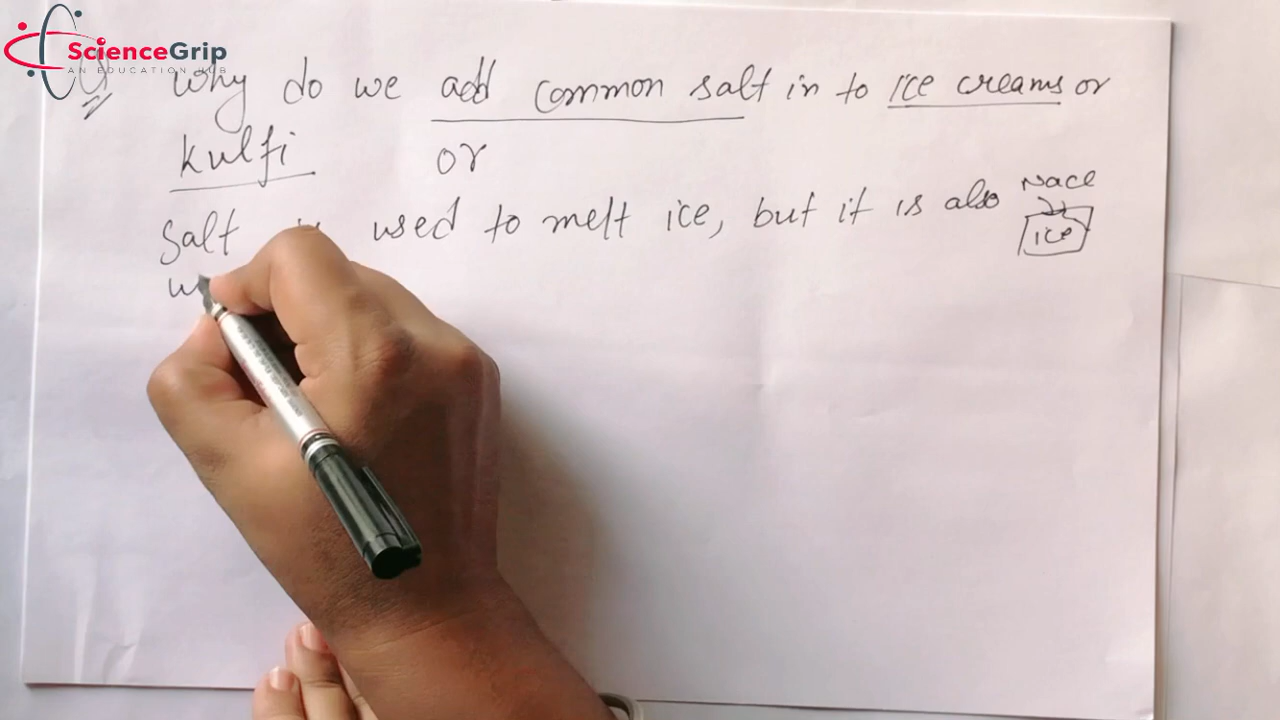 ScienceGrip
AN EDUCATION HUB
Why do we add common salt in to ice creams or
Kulfi or
Salt used to melt ice, but it is also
NaCl
ice